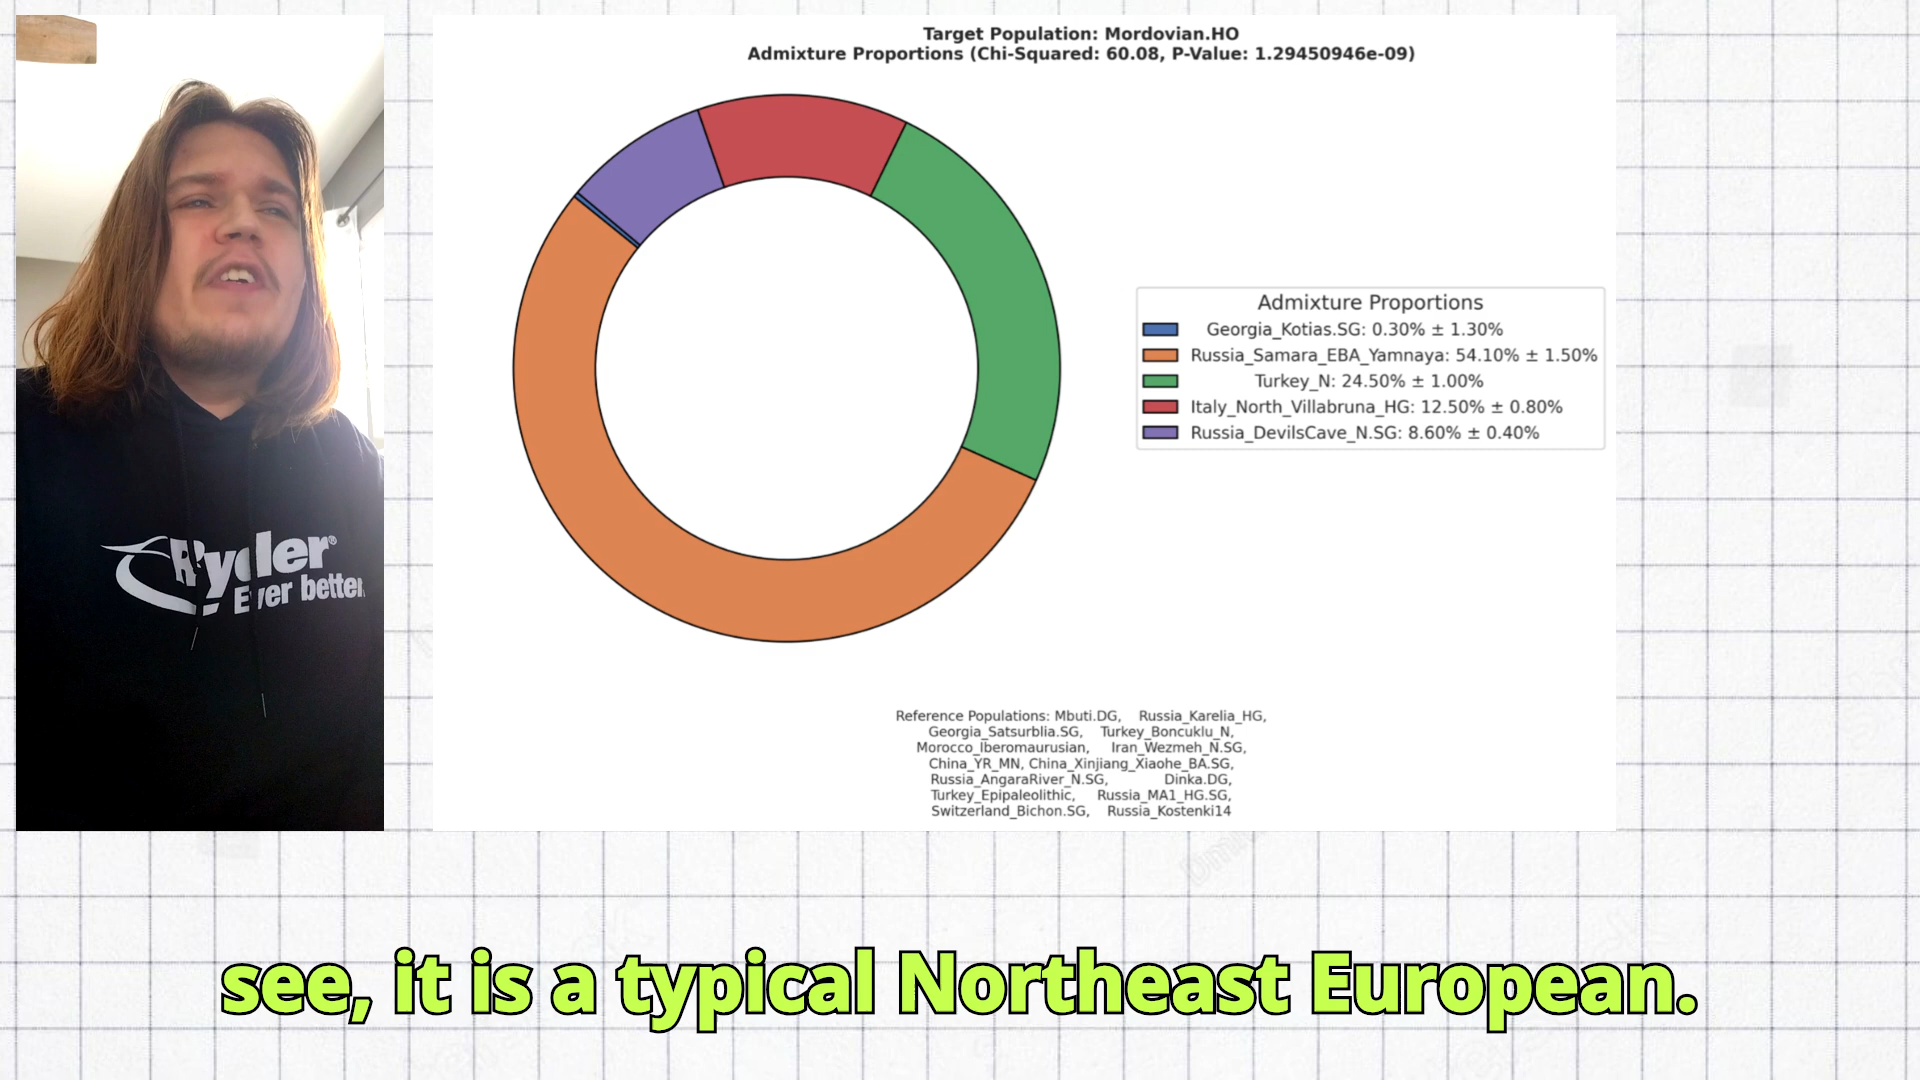 Target Population: Mordovian.HO
Admixture Proportions (Chi-Squared: 60.08, P-Value: 1.29450946e-09)
Admixture Proportions
Georgia_Kotias.SG: 0.30% ± 1.30%
Russia_Samara_EBA_Yamnaya: 54.10% ± 1.50%
Turkey_N: 24.50% ± 1.00%
Italy_North_Villabruna_HG: 12.50% ± 0.80%
Russia_DevilsCave_N.SG: 8.60% ± 0.40%
Ryder®
Ever better
Reference Populations: Mbuti.DG, Russia_Karelia_HG,
Georgia_Satsurblia.SG, Turkey_Boncuklu_N,
Morocco_Iberomaurusian, Iran_Wezmeh_N.SG,
China_YR_MN, China_Xinjiang_Xiaohe_BA.SG,
Russia_AngaraRiver_N.SG, Dinka.DG,
Turkey_Epipaleolithic, Russia_MA1_HG.SG,
Switzerland_Bichon.SG, Russia_Kostenki14
see, it is a typical Northeast European.